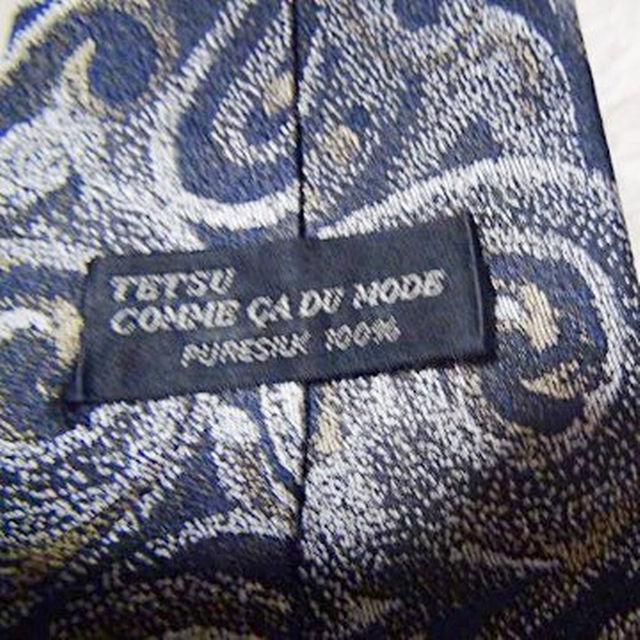 TETSU
COMME ÇA DU MODE
PURESILK 100%